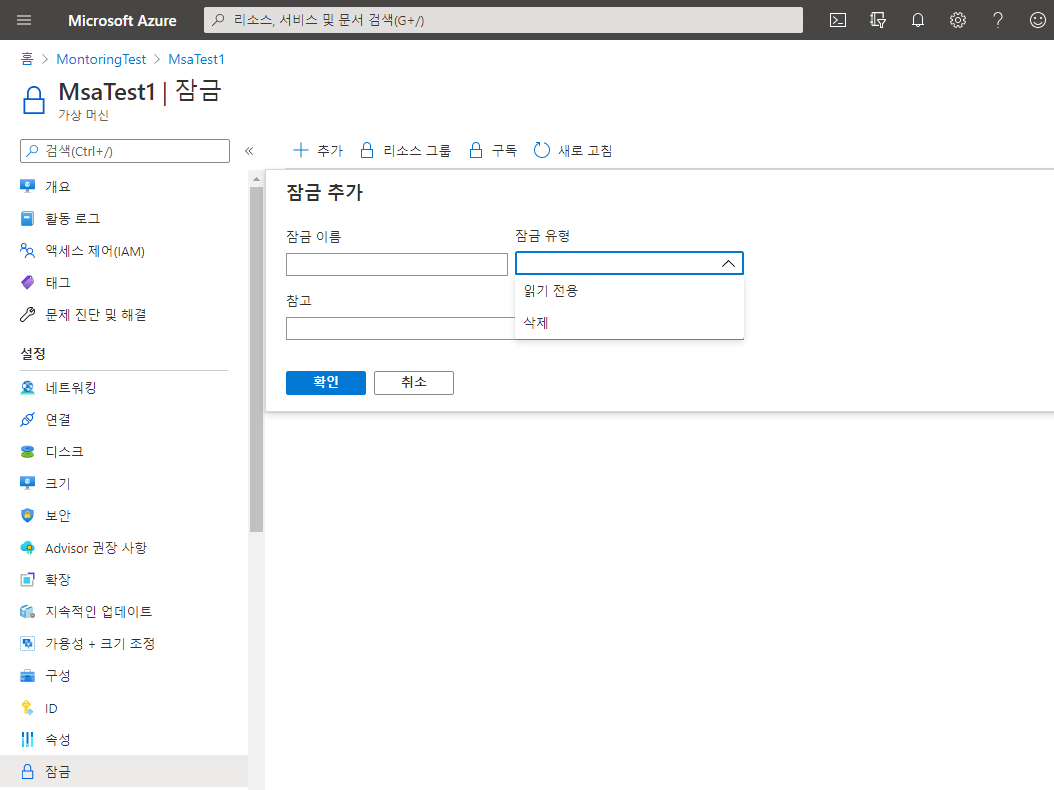 Microsoft Azure
리소스, 서비스 및 문서 검색(G+/)
홈 > MontoringTest > MsaTest1
MsaTest1 | 잠금
가상 머신
검색(Ctrl+/)
«
추가
리소스 그룹
구독
새로 고침
개요
활동 로그
액세스 제어(IAM)
태그
문제 진단 및 해결
설정
네트워킹
연결
디스크
크기
보안
Advisor 권장 사항
확장
지속적인 업데이트
가용성 + 크기 조정
구성
ID
속성
잠금
잠금 추가
잠금 이름
잠금 유형
읽기 전용
삭제
참고
확인
취소